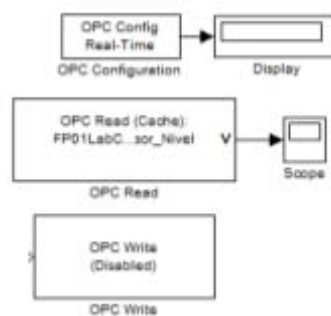 OPC Config
Real-Time
OPC Configuration
Display
OPC Read (Cache):
FP01LabC...sor_Nivel
V
OPC Read
Scope
OPC Write
(Disabled)
OPC Write